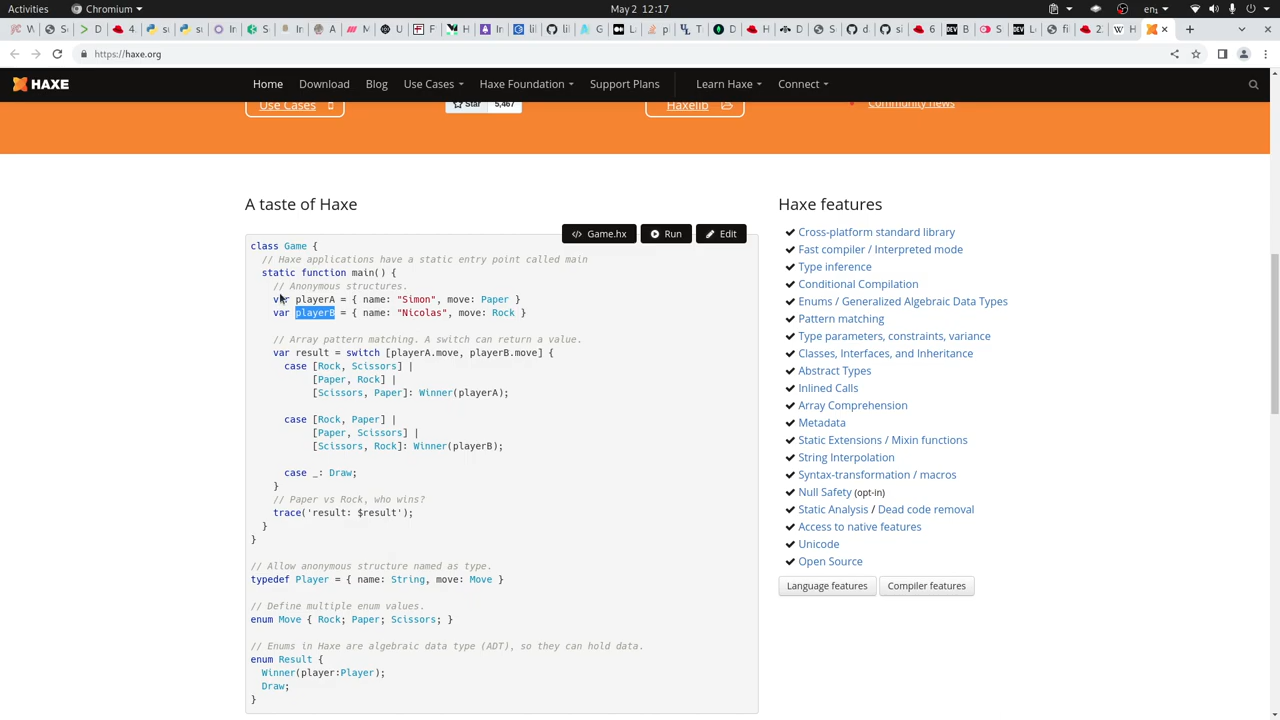 Activities
Chromium
May 2 12:17
en
D
A
F
H
A
G
T
D
H
D
DEV
H
DEV
S
D
fi
2.
W H
https://haxe.org
HAXE
Home
Download
Blog
Use Cases
Haxe Foundation
Support Plans
Learn Haxe
Connect
Use Cases
Star
5,467
Haxelib
Community news
A taste of Haxe
Game.hx
Run
Edit
class Game {
// Haxe applications have a static entry point called main
static function main() {
// Anonymous structures.
var playerA = { name: "Simon", move: Paper }
var playerB = { name: "Nicolas", move: Rock }
// Array pattern matching. A switch can return a value.
var result = switch [playerA.move, playerB.move] {
case [Rock, Scissors] |
[Paper, Rock] |
[Scissors, Paper]: Winner(playerA);
case [Rock, Paper] |
[Paper, Scissors] |
[Scissors, Rock]: Winner(playerB);
case _: Draw;
}
// Paper vs Rock, who wins?
trace('result: $result');
}
}
// Allow anonymous structure named as type.
typedef Player = { name: String, move: Move }
// Define multiple enum values.
enum Move { Rock; Paper; Scissors; }
// Enums in Haxe are algebraic data type (ADT), so they can hold data.
enum Result {
Winner(player:Player);
Draw;
}
Haxe features
Cross-platform standard library
Fast compiler / Interpreted mode
Type inference
Conditional Compilation
Enums / Generalized Algebraic Data Types
Pattern matching
Type parameters, constraints, variance
Classes, Interfaces, and Inheritance
Abstract Types
Inlined Calls
Array Comprehension
Metadata
Static Extensions / Mixin functions
String Interpolation
Syntax-transformation / macros
Null Safety (opt-in)
Static Analysis / Dead code removal
Access to native features
Unicode
Open Source
Language features
Compiler features